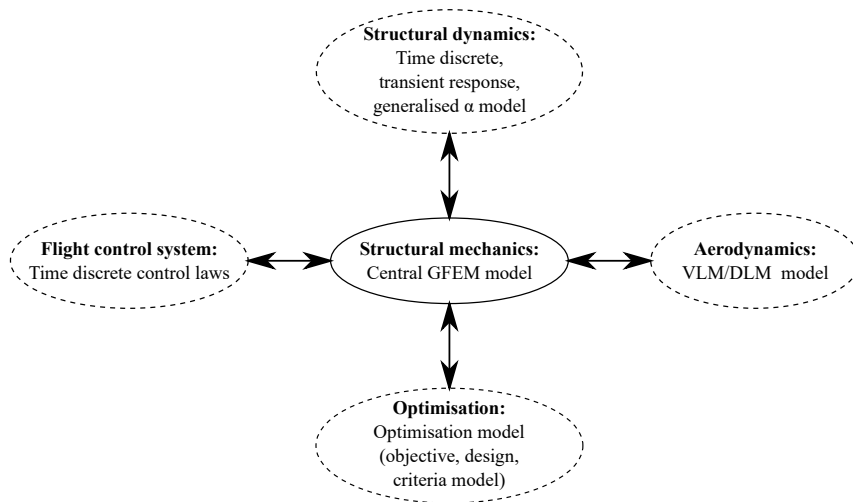 Structural dynamics:
Time discrete,
transient response,
generalised α model
Flight control system:
Time discrete control laws
Structural mechanics:
Central GFEM model
Aerodynamics:
VLM/DLM model
Optimisation:
Optimisation model
(objective, design,
criteria model)